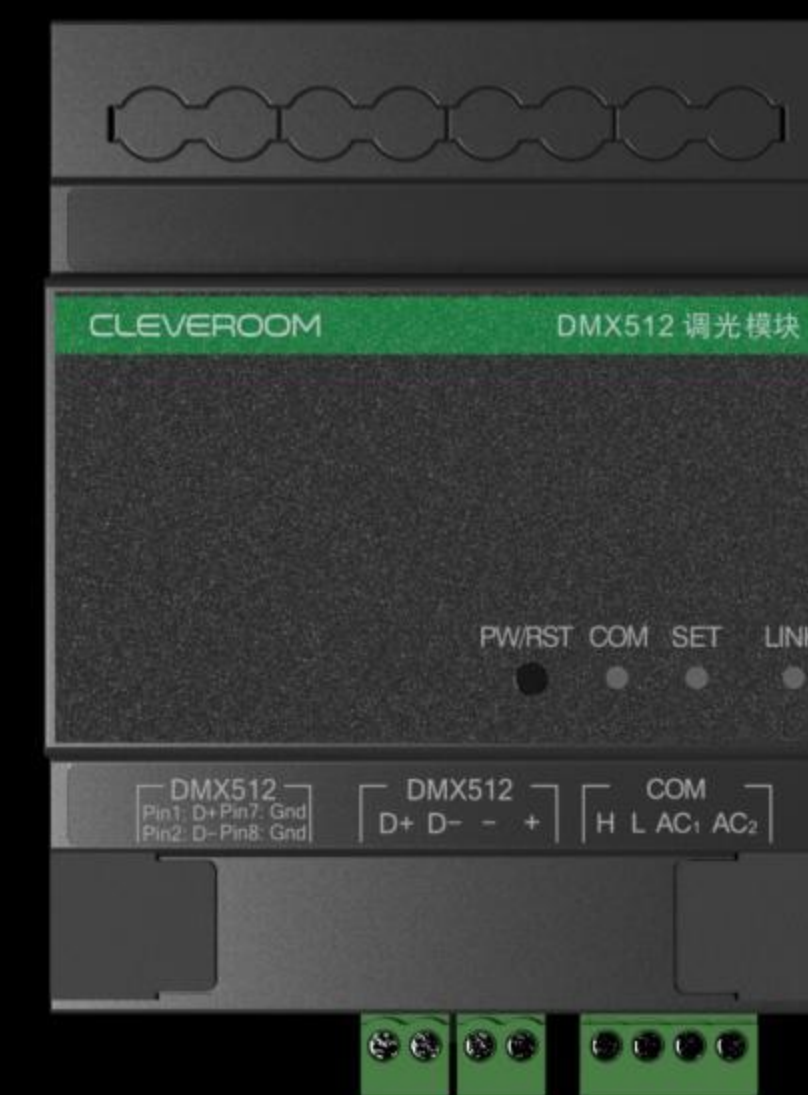 CLEVEROOM DMX512 调光模块
PW/RST COM SET LINK
DMX512 DMX512 COM
Pin1: D+ Pin7: Gnd
Pin2: D- Pin8: Gnd
D+ D- - + H L AC1 AC2